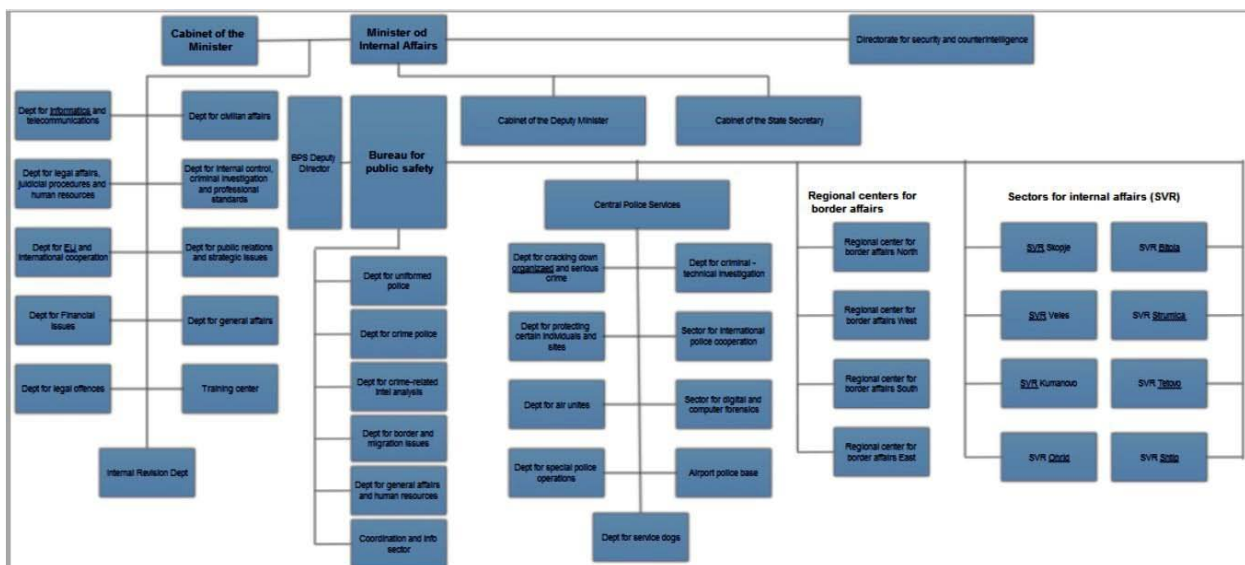 Cabinet of the
Minister
Minister od
Internal Affairs
Directorate for security and counterintelligence
Cabinet of the Deputy Minister
Cabinet of the State Secretary
Dept for Informatics and
telecommunications
Dept for civilian affairs
Dept for legal affairs,
juidicial procedures and
human resources
Dept for internal control,
criminal investigation
and professional
standards
Dept for EU and
international cooperation
Dept for public relations
and strategic issues
Dept for Financial
Issues
Dept for general affairs
Dept for legal offences
Training center
Internal Revision Dept
BPS Deputy
Director
Bureau for
public safety
Dept for uniformed
police
Dept for crime police
Dept for crime-related
intel analysis
Dept for border and
migration issues
Dept for general affairs
and human resources
Coordination and info
sector
Central Police Services
Dept for cracking down
organizaed and serious
crime
Dept for criminal -
technical investigation
Dept for protecting
certain individuals and
sites
Sector for international
police cooperation
Dept for air unites
Sector for digital and
computer forensics
Dept for special police
operations
Airport police base
Dept for service dogs
Regional centers for
border affairs
Regional center for
border affairs North
Regional center for
border affairs West
Regional center for
border affairs South
Regional center for
border affairs East
Sectors for internal affairs (SVR)
SVR Skopje
SVR Bitola
SVR Veles
SVR Strumica
SVR Kumanovo
SVR Tetovo
SVR Ohrid
SVR Shtip